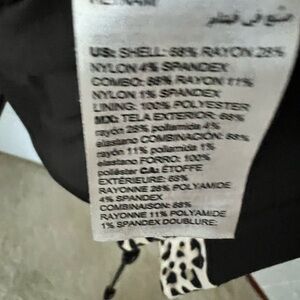 VIETNAM
صنع في فيتنام
US: SHELL: 68% RAYON 28%
NYLON 4% SPANDEX
COMBO: 88% RAYON 11%
NYLON 1% SPANDEX
LINING: 100% POLYESTER
MX: TELA EXTERIOR: 68%
rayón 28% poliamida 4%
elastano COMBINACIÓN: 88%
rayón 11% poliamida 1%
elastano FORRO: 100%
poliéster CA: ÉTOFFE
EXTÉRIEURE: 68%
RAYONNE 28% POLYAMIDE
4% SPANDEX
COMBINAISON: 88%
RAYONNE 11% POLYAMIDE
1% SPANDEX DOUBLURE: